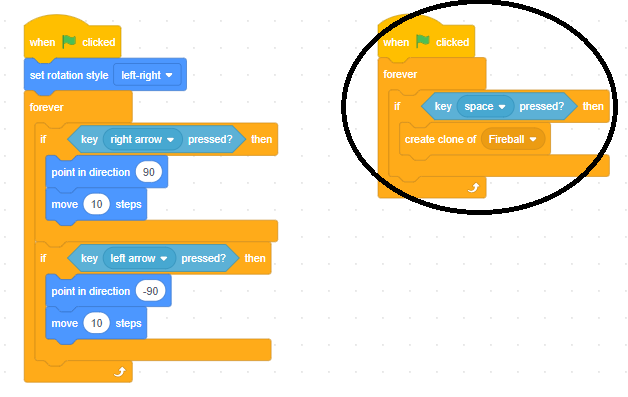 when clicked
set rotation style left-right
forever
if key right arrow pressed? then
point in direction 90
move 10 steps
if key left arrow pressed? then
point in direction -90
move 10 steps
when clicked
forever
if key space pressed? then
create clone of Fireball